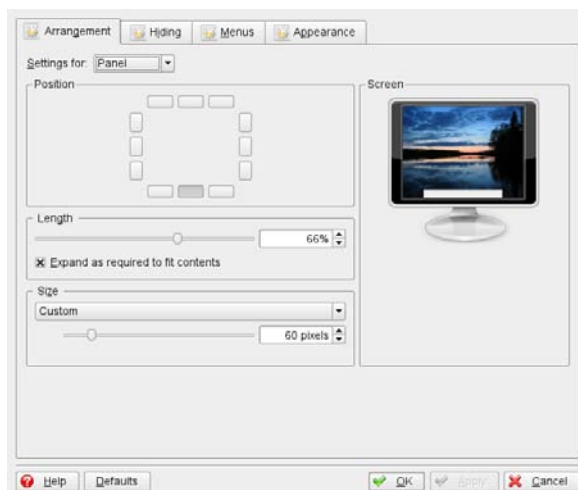 Arrangement Hiding Menus Appearance
Settings for: Panel
Position
Screen
Length
66%
Expand as required to fit contents
Size
Custom
60 pixels
Help Defaults OK Apply Cancel